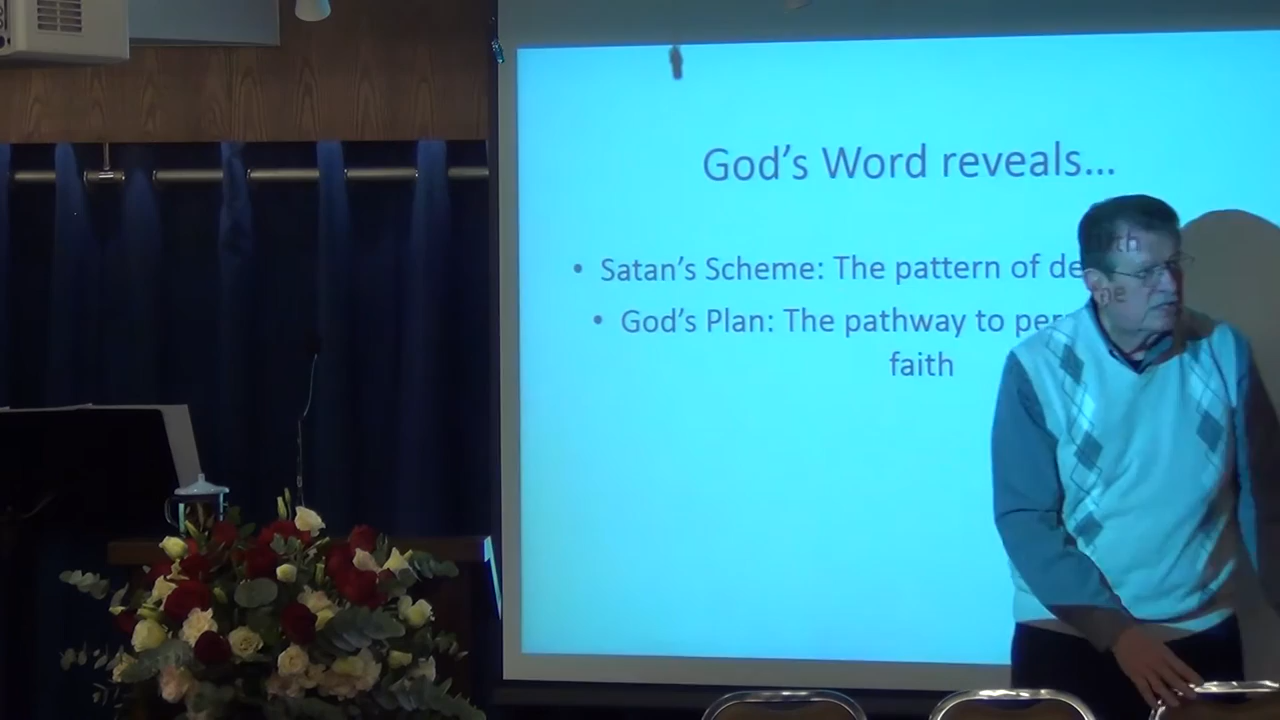 God's Word reveals...
• Satan's Scheme: The pattern of de
• God's Plan: The pathway to per
faith